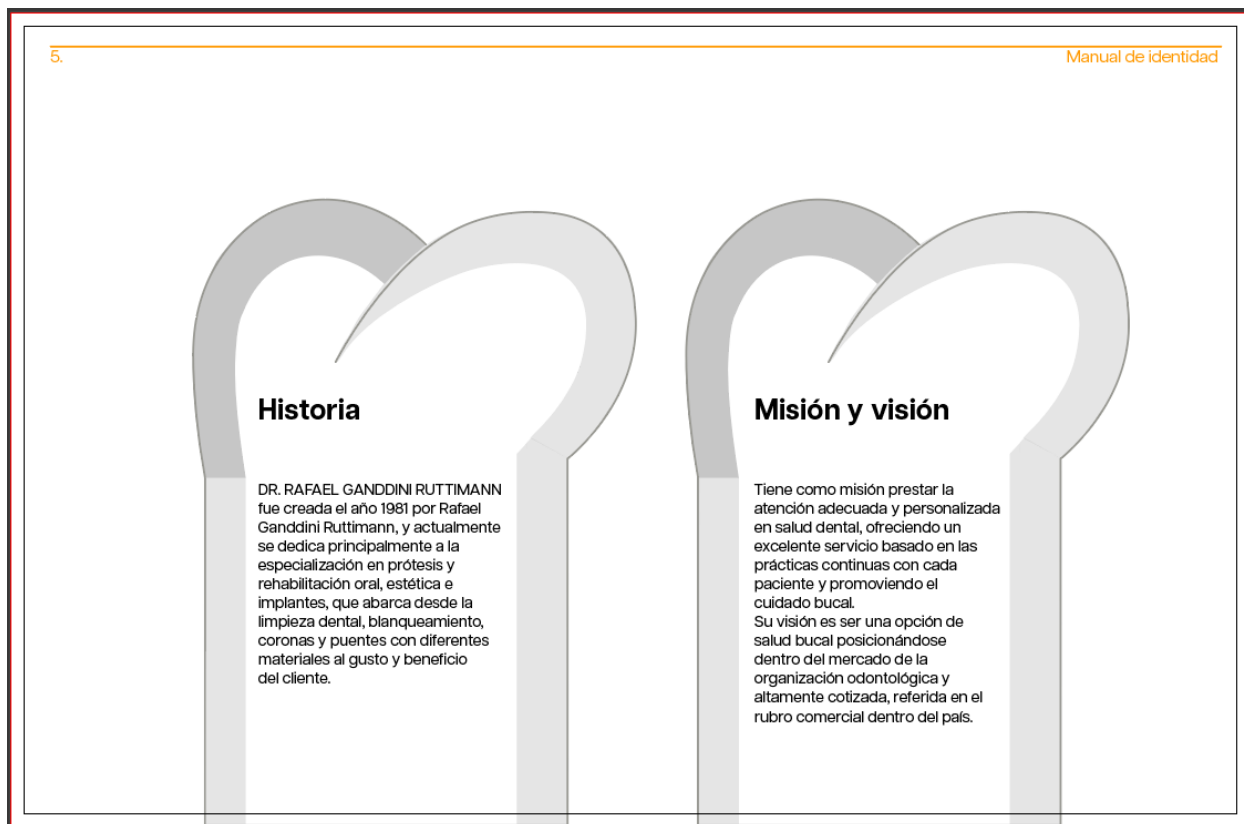 5.
Manual de identidad
Historia
DR. RAFAEL GANDDINI RUTTIMANN
fue creada el año 1981 por Rafael
Ganddini Ruttimann, y actualmente
se dedica principalmente a la
especialización en prótesis y
rehabilitación oral, estética e
implantes, que abarca desde la
limpieza dental, blanqueamiento,
coronas y puentes con diferentes
materiales al gusto y beneficio
del cliente.
Misión y visión
Tiene como misión prestar la
atención adecuada y personalizada
en salud dental, ofreciendo un
excelente servicio basado en las
prácticas continuas con cada
paciente y promoviendo el
cuidado bucal.
Su visión es ser una opción de
salud bucal posicionándose
dentro del mercado de la
organización odontológica y
altamente cotizada, referida en el
rubro comercial dentro del país.